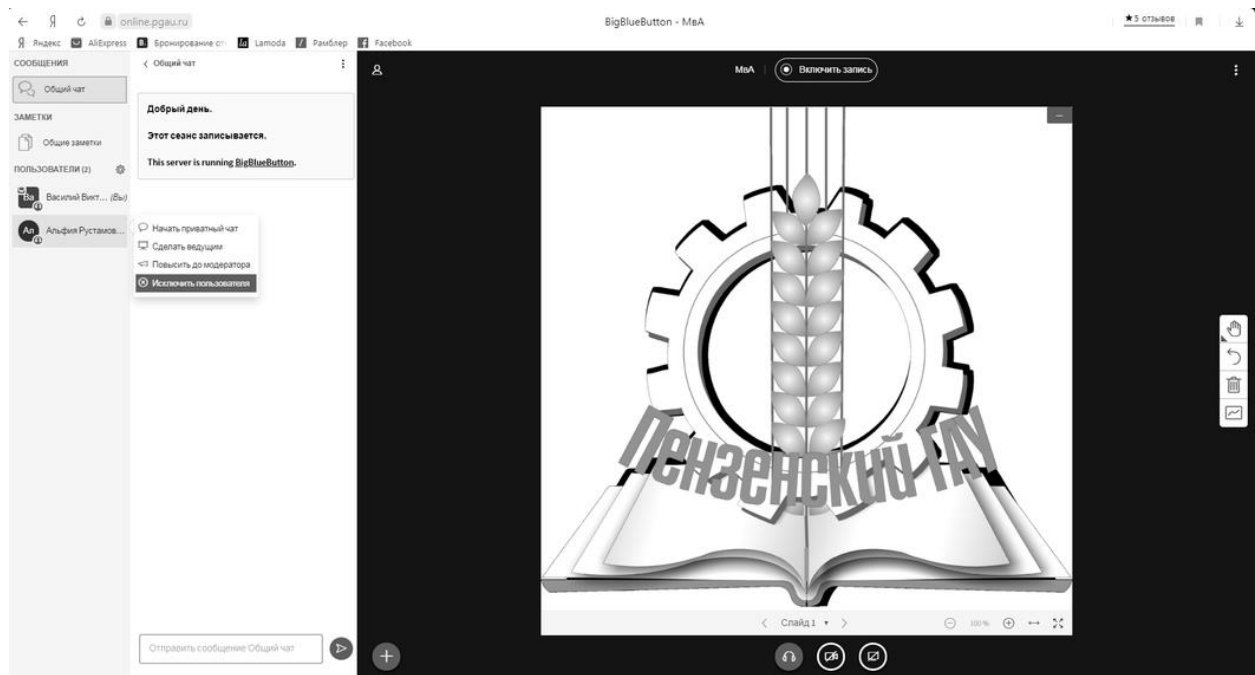 online.pgau.ru
BigBlueButton - МвА
★5 отзывов
Яндекс AliExpress Бронирование от Lamoda Рамблер Facebook
СООБЩЕНИЯ
Общий чат
ЗАМЕТКИ
Общие заметки
ПОЛЬЗОВАТЕЛИ (2)
Ва Василий Викт... (Вы)
Ал Альфия Рустамов...
Общий чат
Добрый день.
Этот сеанс записывается.
This server is running BigBlueButton.
Начать приватный чат
Сделать ведущим
Повысить до модератора
Исключить пользователя
Отправить сообщение Общий чат
МвА Включить запись
Пензенский ГАУ
Слайд 1
100%